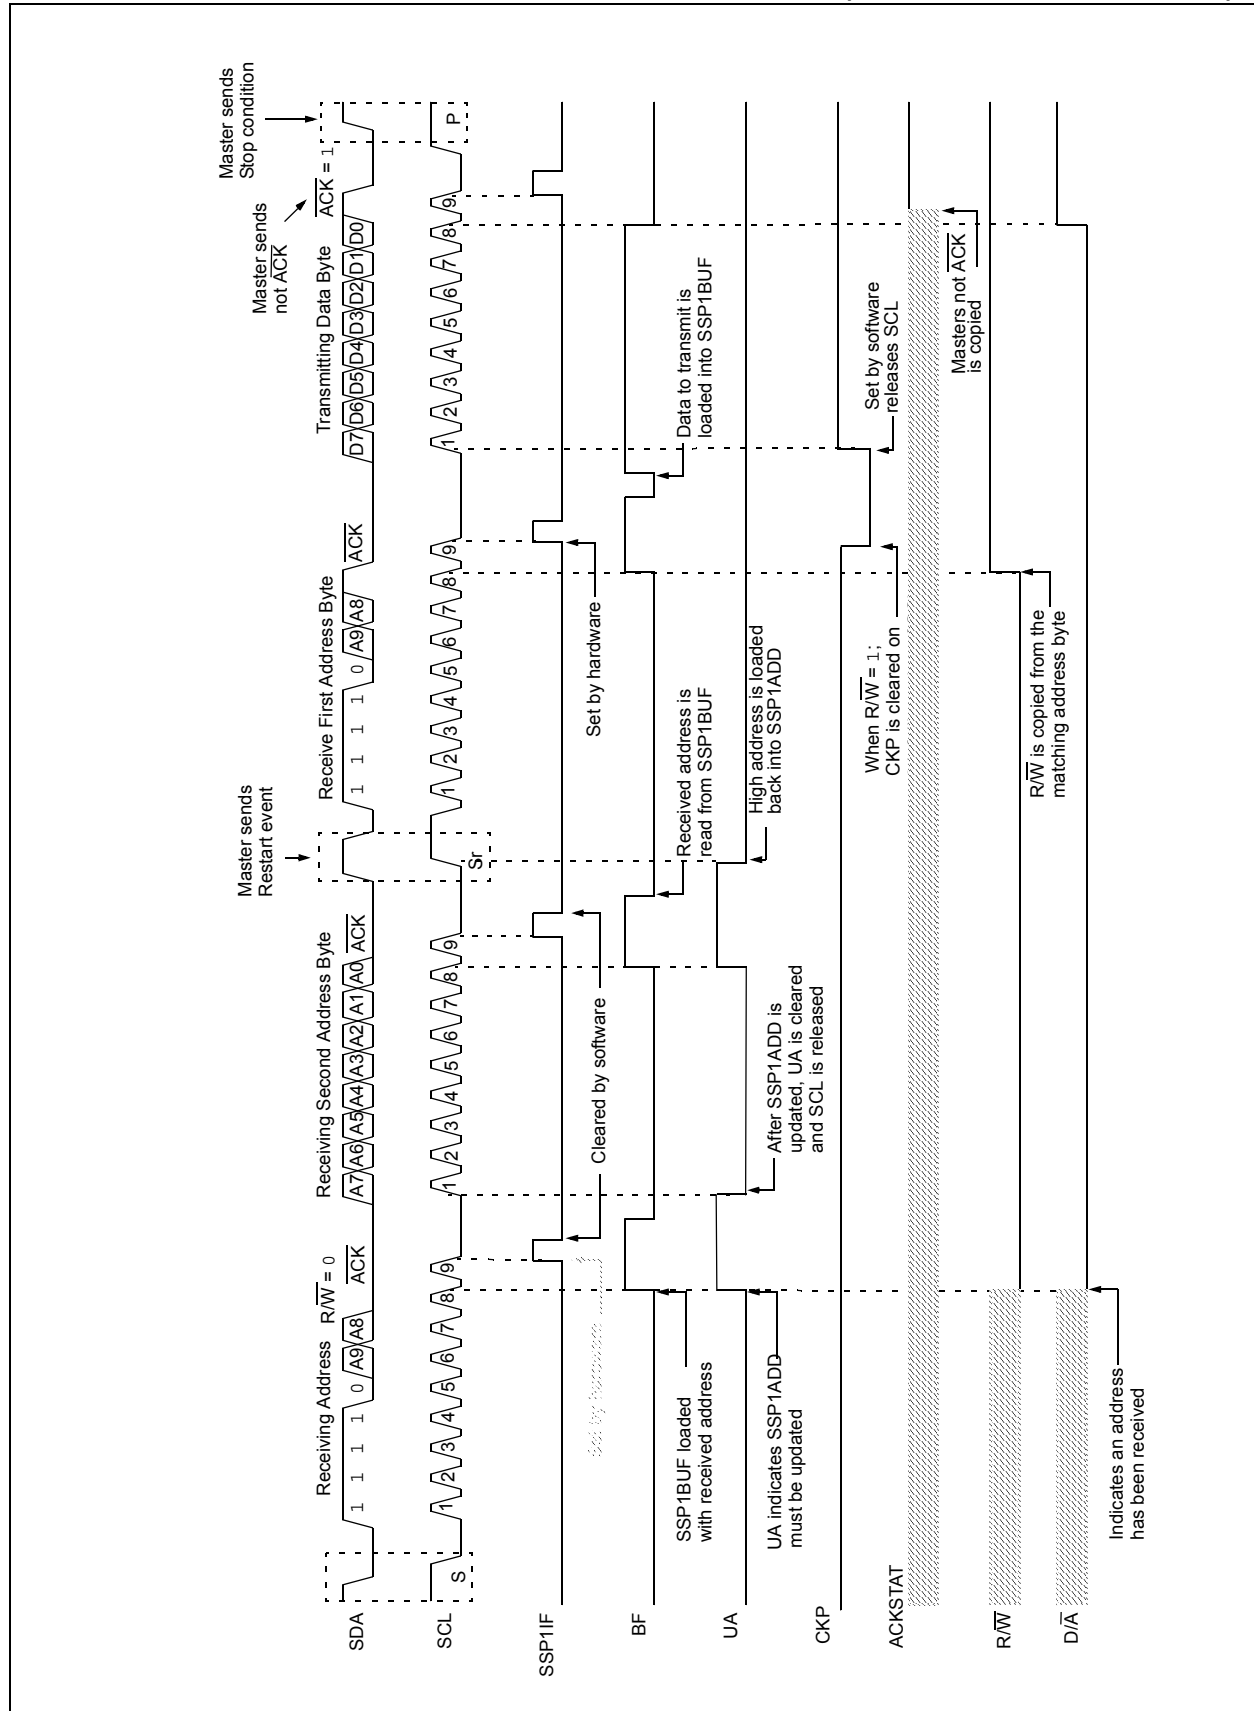 Master sends
Restart event
Master sends
not ACK
Master sends
Stop condition
Receiving Address R/W = 0
Receiving Second Address Byte
Receive First Address Byte
Transmitting Data Byte
ACK = 1
SDA
1 1 1 1 0 A9 A8 ACK
A7 A6 A5 A4 A3 A2 A1 A0 ACK
1 1 1 1 0 A9 A8 ACK
D7 D6 D5 D4 D3 D2 D1 D0
SCL
S
1 2 3 4 5 6 7 8 9
1 2 3 4 5 6 7 8 9
Sr
1 2 3 4 5 6 7 8 9
1 2 3 4 5 6 7 8 9
P
SSP1IF
Cleared by software
Set by hardware
BF
SSP1BUF loaded
with received address
Received address is
read from SSP1BUF
Data to transmit is
loaded into SSP1BUF
UA
UA indicates SSP1ADD
must be updated
After SSP1ADD is
updated, UA is cleared
and SCL is released
High address is loaded
back into SSP1ADD
CKP
When R/W = 1;
CKP is cleared on
Set by software
releases SCL
ACKSTAT
Masters not ACK
is copied
R/W
R/W is copied from the
matching address byte
D/A
Indicates an address
has been received